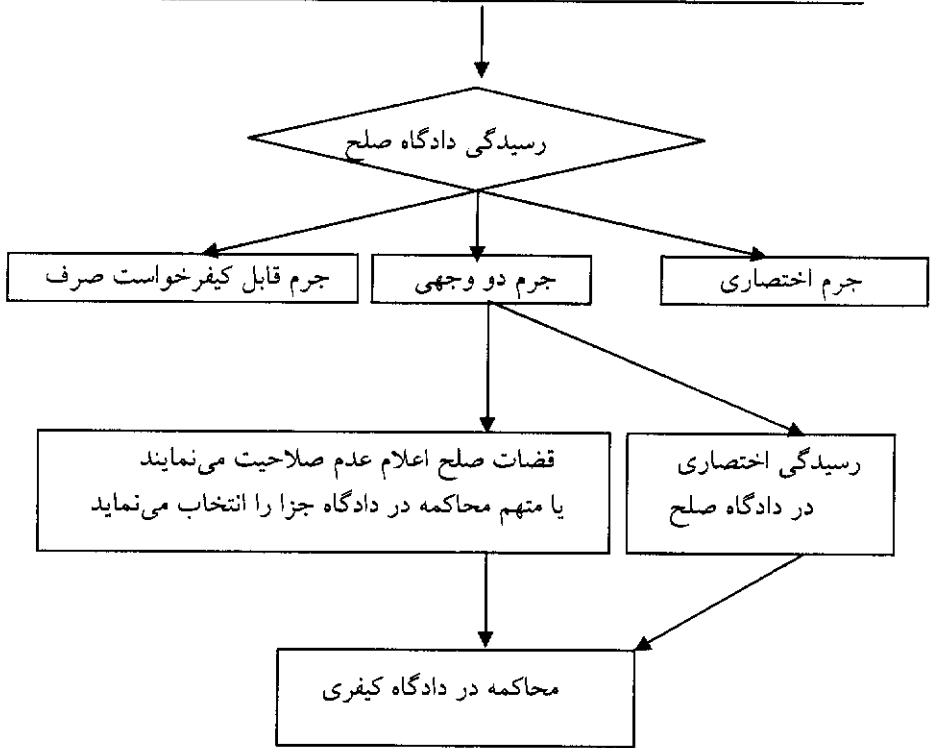 رسیدگی دادگاه صلح
جرم اختصاری
جرم دو وجهی
جرم قابل کیفرخواست صرف
رسیدگی اختصاری
در دادگاه صلح
قضات صلح اعلام عدم صلاحیت می‌نمایند
یا متهم محاکمه در دادگاه جزا را انتخاب می‌نماید
محاکمه در دادگاه کیفری